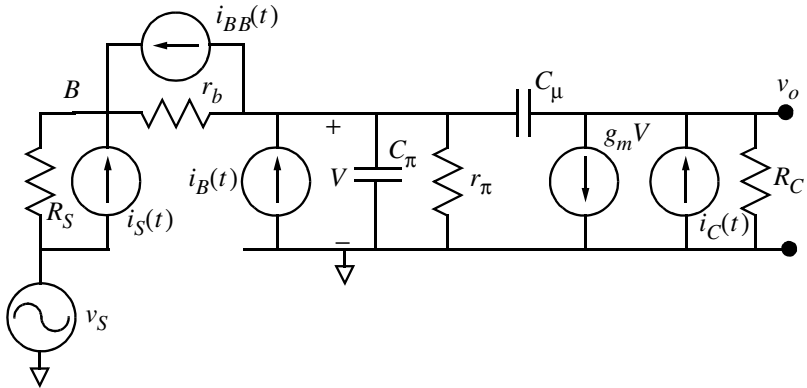 i_BB(t)
B
r_b
C_μ
v_o
+
g_mV
i_B(t)
V
C_π
r_π
R_C
R_S
i_S(t)
i_C(t)
−
v_S